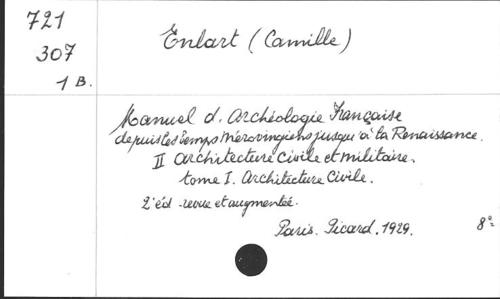 721
307
1 B.
Enlart (Camille)
Manuel d. Archéologie Française
depuis les temps mérovingiens jusqu'à la Renaissance.
II Architecture Civile et militaire.
tome I. Architecture Civile.
2e éd - revue et augmentée.
Paris. Picard. 1929. 8°